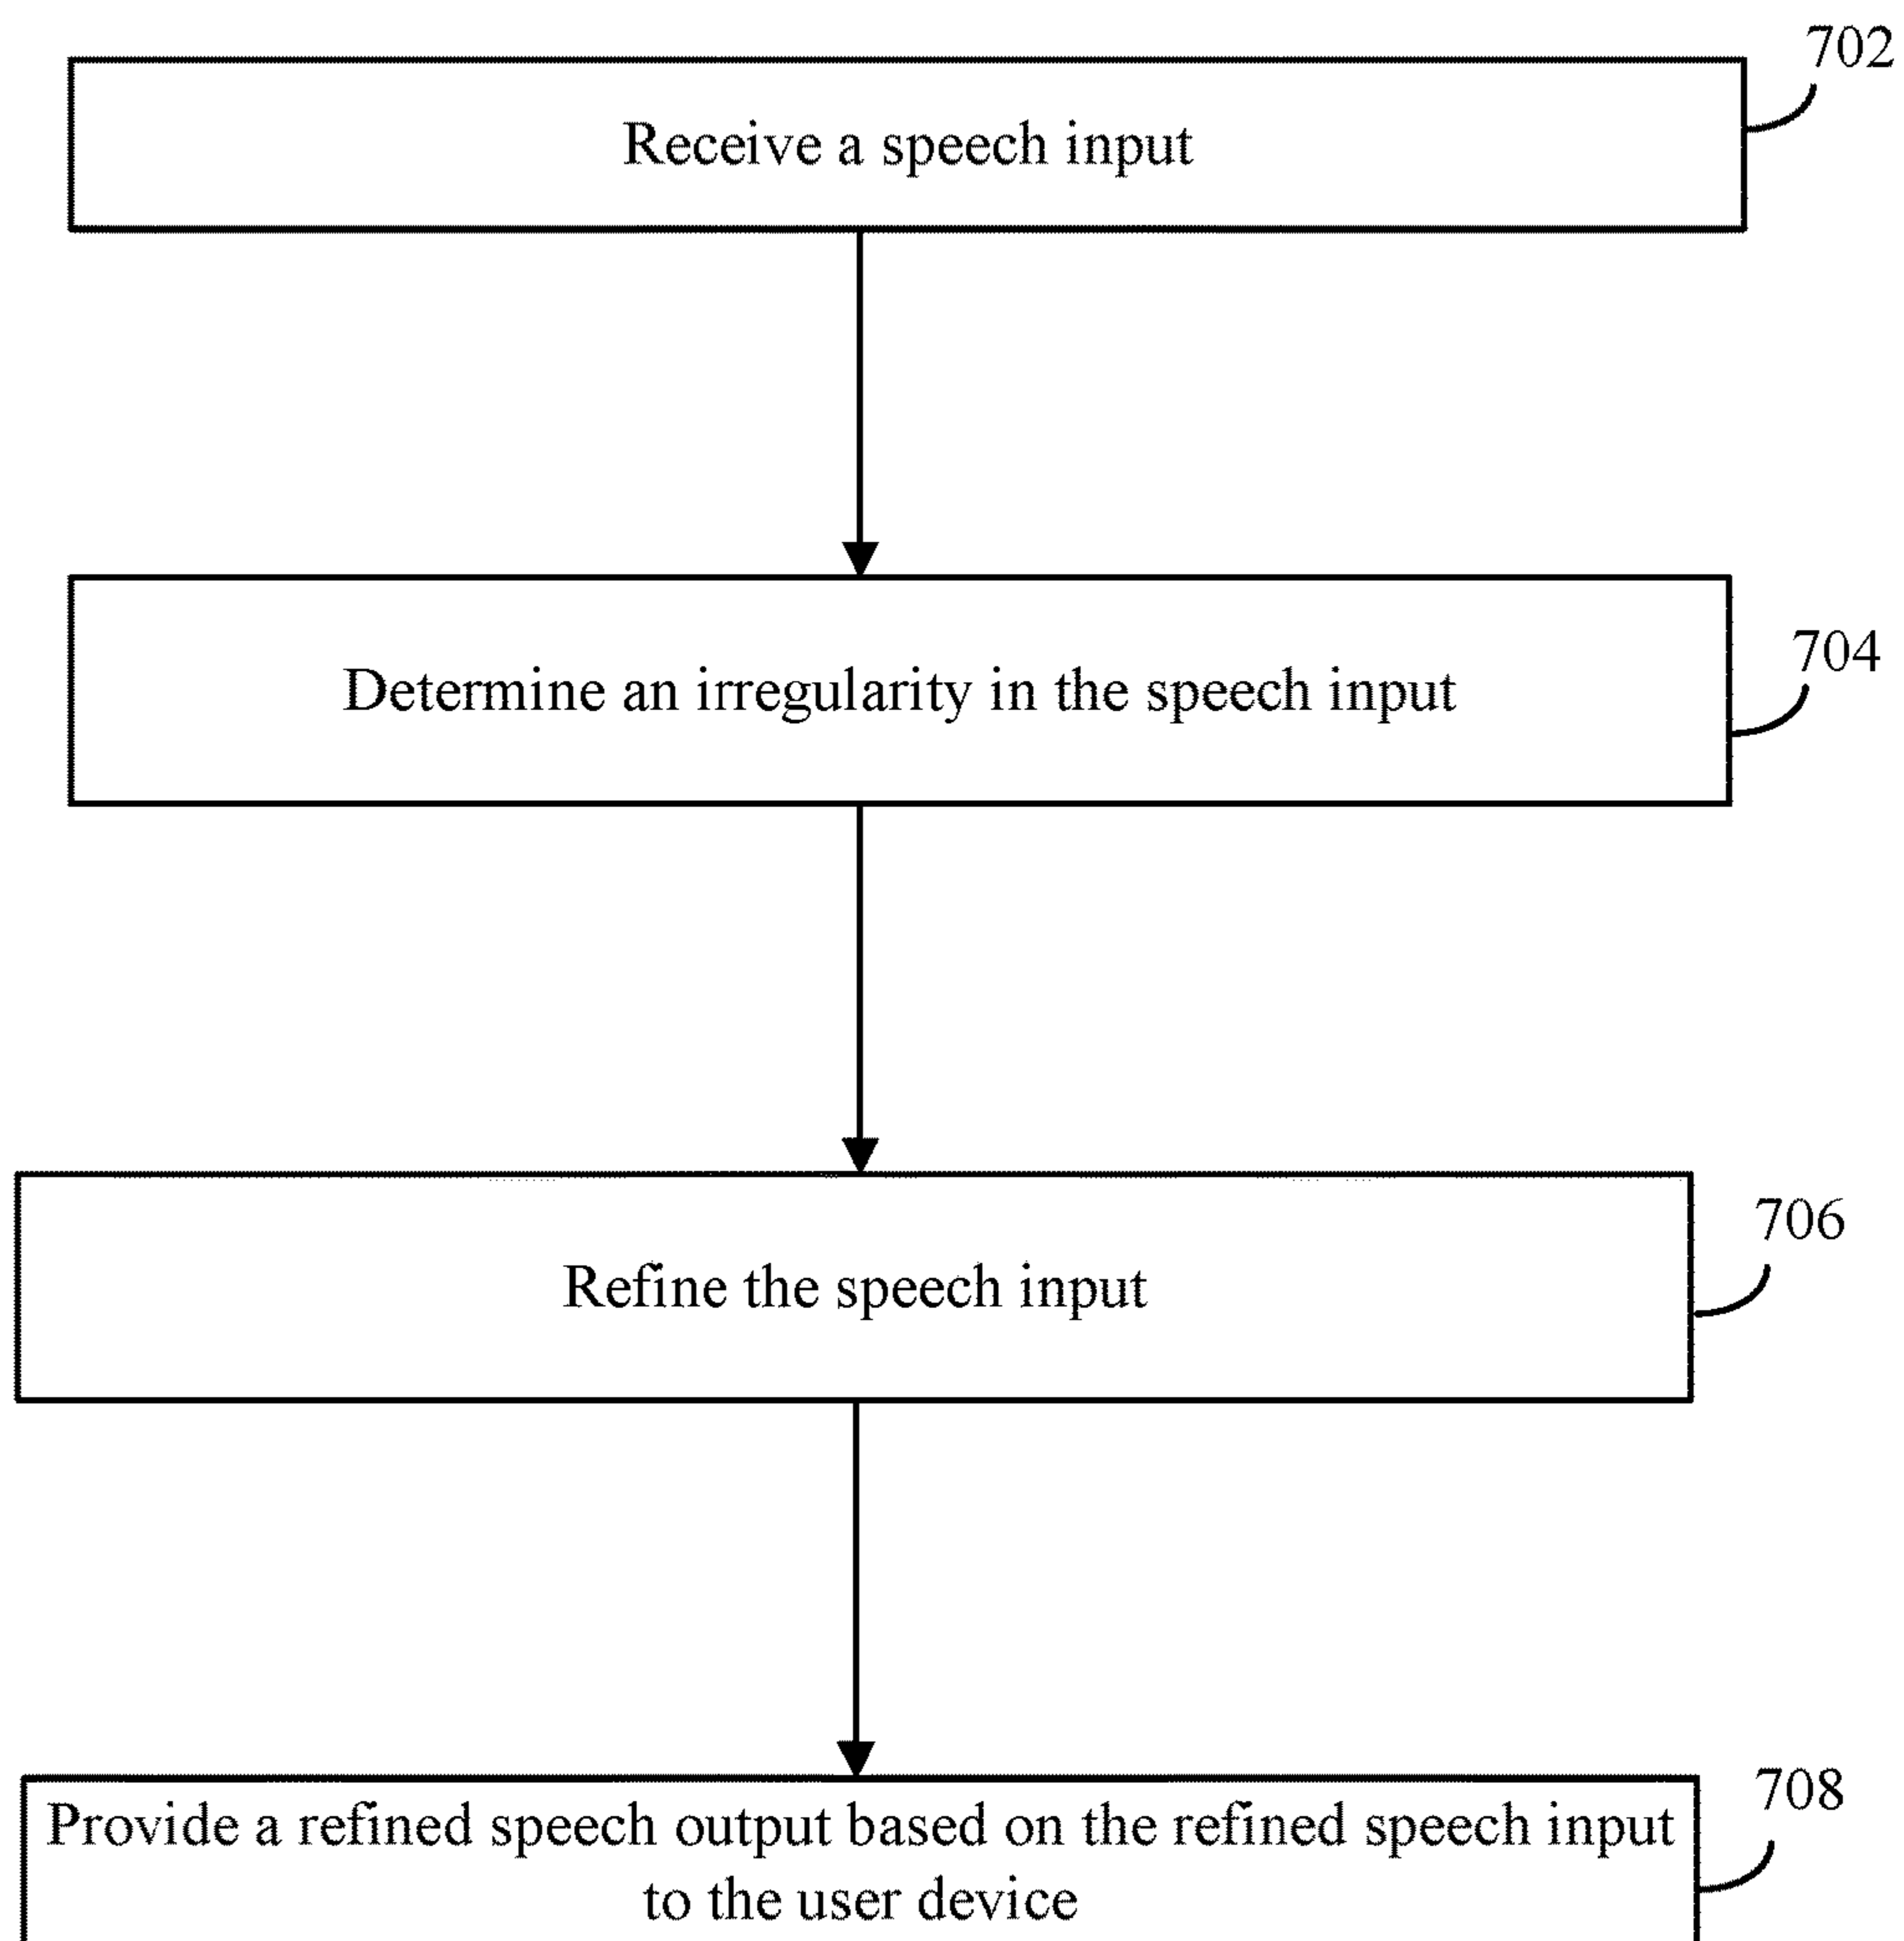 702
Receive a speech input
704
Determine an irregularity in the speech input
706
Refine the speech input
708
Provide a refined speech output based on the refined speech input
to the user device